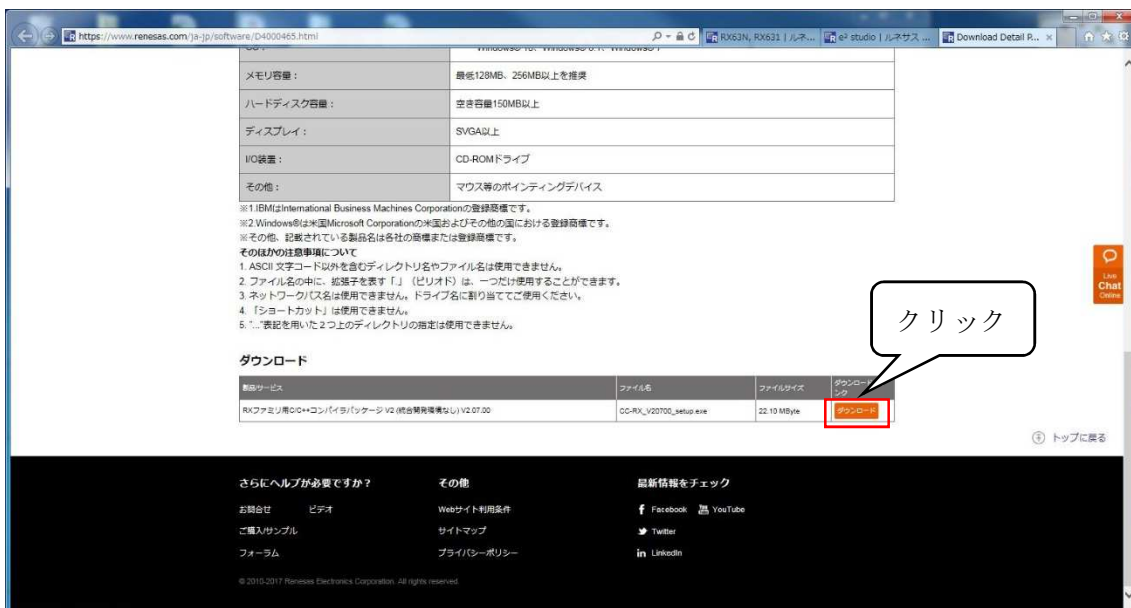 https://www.renesas.com/ja-jp/software/D4000465.html
RX63N, RX631 | ルネ...
e² studio | ルネサス ...
Download Detail P...
Windows® 10、Windows® 8.1、Windows® 7
メモリ容量：
最低128MB、256MB以上を推奨
ハードディスク容量：
空き容量150MB以上
ディスプレイ：
SVGA以上
I/O装置：
CD-ROMドライブ
その他：
マウス等のポインティングデバイス
※1.IBMはInternational Business Machines Corporationの登録商標です。
※2.Windows®は米国Microsoft Corporationの米国およびその他の国における登録商標です。
※その他、記載されている製品名は各社の商標または登録商標です。
そのほかの注意事項について
1. ASCII 文字コード以外を含むディレクトリ名やファイル名は使用できません。
2. ファイル名の中に、拡張子を表す「.」（ピリオド）は、一つだけ使用することができます。
3. ネットワークパス名は使用できません。ドライブ名に割り当ててご使用ください。
4. 「ショートカット」は使用できません。
5. "..."表記を用いた２つ上のディレクトリの指定は使用できません。
Live
Chat
Online
クリック
ダウンロード
製品/サービス
ファイル名
ファイルサイズ
RXファミリ用C/C++コンパイラパッケージ V2 (統合開発環境なし) V2.07.00
CC-RX_V20700_setup.exe
22.10 MByte
ダウンロード
トップに戻る
さらにヘルプが必要ですか？
その他
最新情報をチェック
お問合せ
ビデオ
Webサイト利用条件
Facebook
YouTube
ご購入/サンプル
サイトマップ
Twitter
フォーラム
プライバシーポリシー
LinkedIn
© 2010-2017 Renesas Electronics Corporation. All rights reserved.